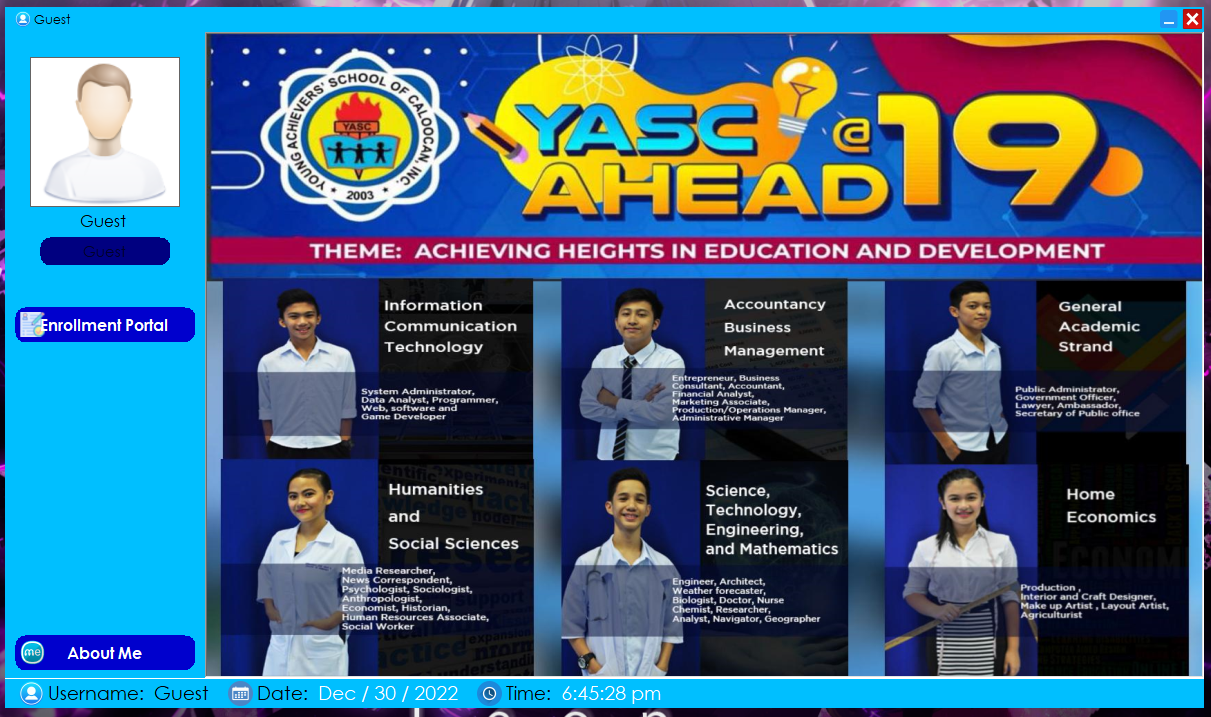 Guest
YOUNG ACHIEVERS' SCHOOL OF CALOOCAN, INC.
YASC
2003
YASC
@ 19
AHEAD
THEME: ACHIEVING HEIGHTS IN EDUCATION AND DEVELOPMENT
Guest
Guest
Enrollment Portal
Information
Communication
Technology
System Administrator,
Data Analyst, Programmer,
Web, software and
Game Developer
Accountancy
Business
Management
Entrepreneur, Business
Consultant, Accountant,
Financial Analyst,
Marketing Associate,
Production/Operations Manager,
Administrative Manager
General
Academic
Strand
Public Administrator,
Government Officer,
Lawyer, Ambassador,
Secretary of Public office
Humanities
and
Social Sciences
Media Researcher,
News Correspondent,
Psychologist, Sociologist,
Anthropologist,
Economist, Historian,
Human Resources Associate,
Social Worker
Science,
Technology,
Engineering,
and Mathematics
Engineer, Architect,
Weather forecaster,
Biologist, Doctor, Nurse
Chemist, Researcher,
Analyst, Navigator, Geographer
Home
Economics
Production ,
Interior and Craft Designer,
Make up Artist , Layout Artist,
Agriculturist
me About Me
Username: Guest Date: Dec / 30 / 2022 Time: 6:45:28 pm